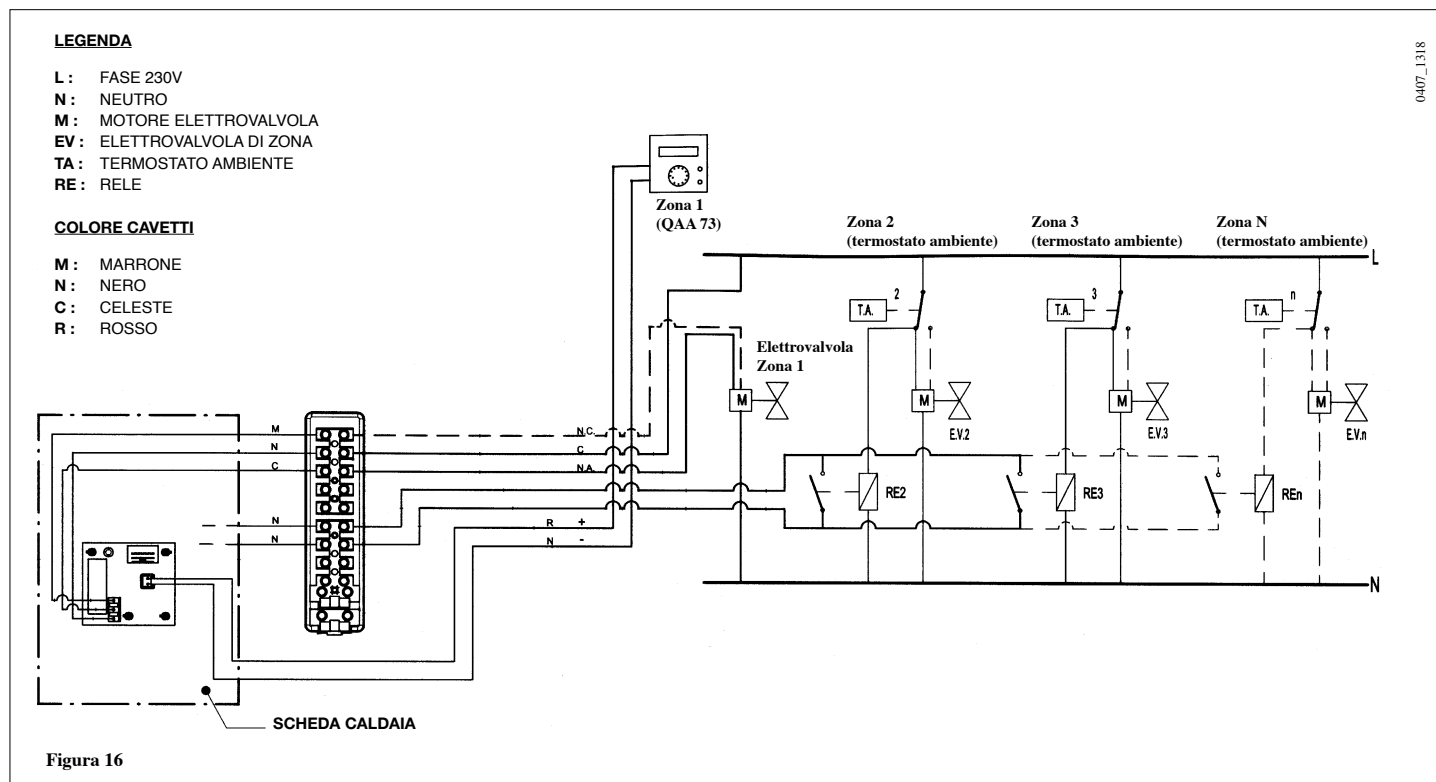 LEGENDA
L : FASE 230V
N : NEUTRO
M : MOTORE ELETTROVALVOLA
EV : ELETTROVALVOLA DI ZONA
TA : TERMOSTATO AMBIENTE
RE : RELE
COLORE CAVETTI
M : MARRONE
N : NERO
C : CELESTE
R : ROSSO
0407_1318
Zona 1
(QAA 73)
Zona 2
(termostato ambiente)
Zona 3
(termostato ambiente)
Zona N
(termostato ambiente)
L
T.A.
2
T.A.
3
T.A.
n
Elettrovalvola
Zona 1
M
M
E.V.2
M
E.V.3
M
E.V.n
M
N
C
N.C.
C
N.A.
RE2
RE3
REn
N
N
R +
N -
N
SCHEDA CALDAIA
Figura 16